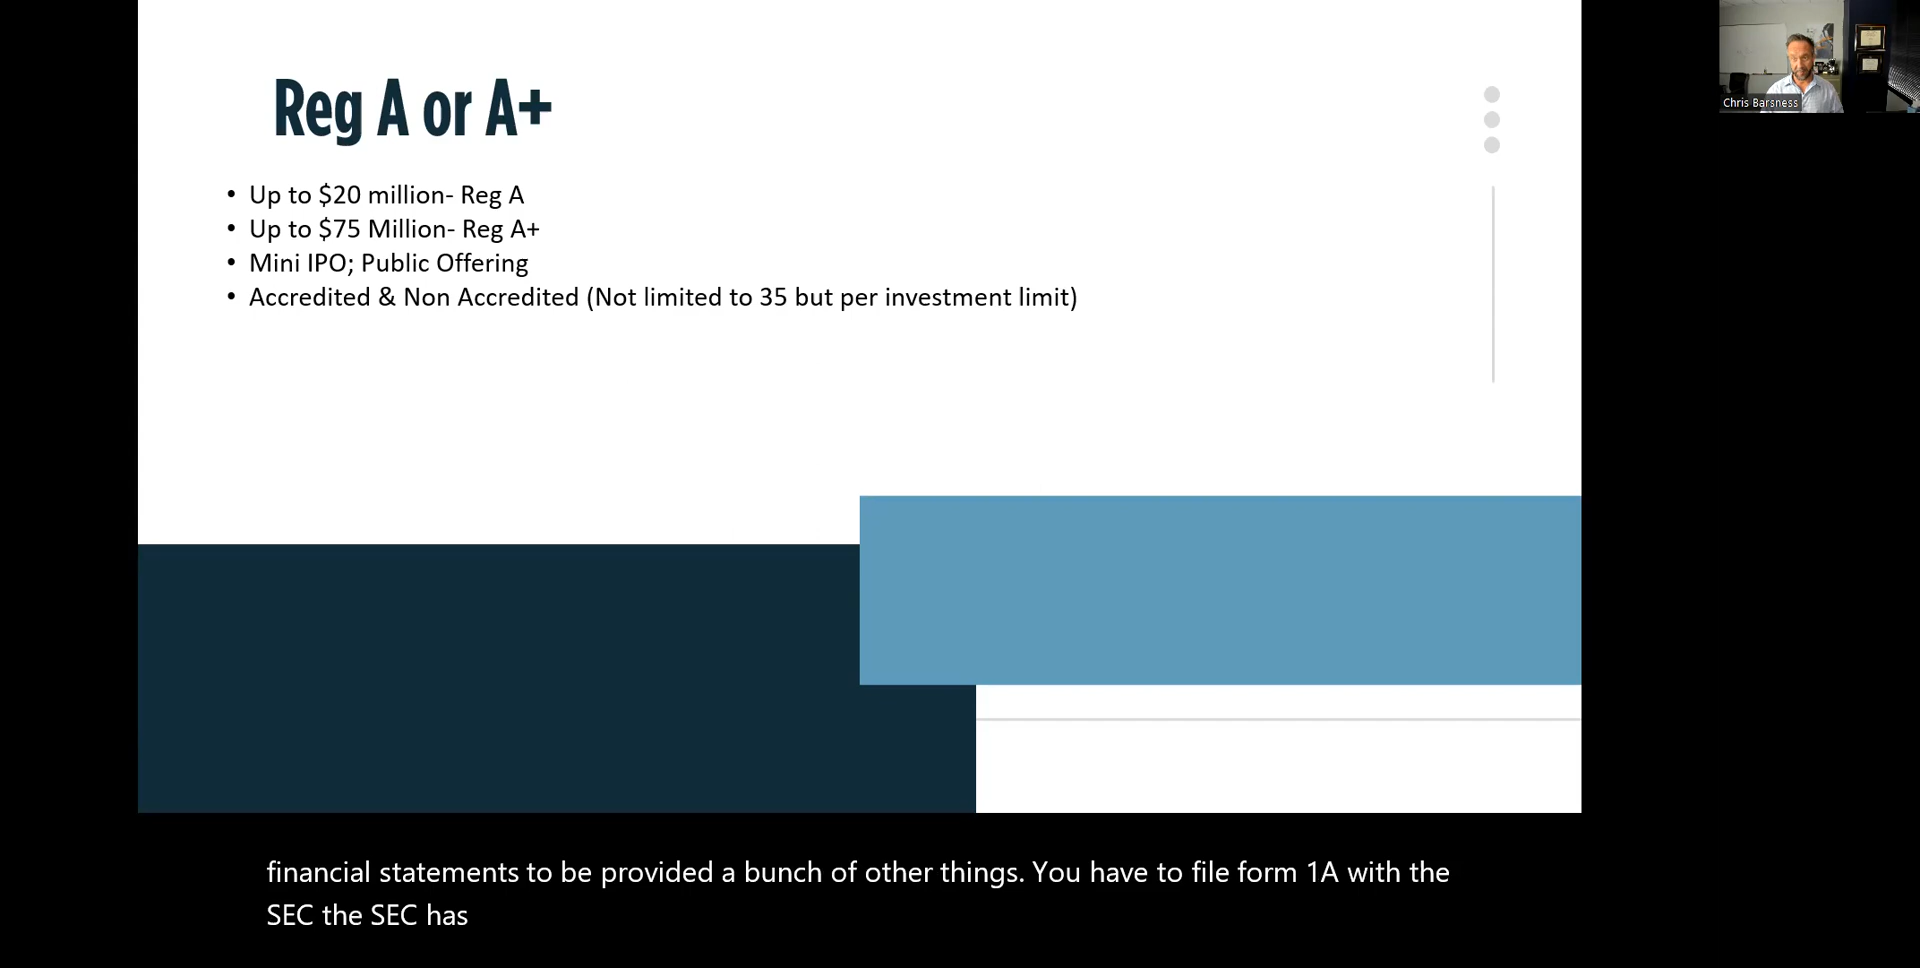 Reg A or A+
Chris Barsness
• Up to $20 million- Reg A
• Up to $75 Million- Reg A+
• Mini IPO; Public Offering
• Accredited & Non Accredited (Not limited to 35 but per investment limit)
financial statements to be provided a bunch of other things. You have to file form 1A with the
SEC the SEC has